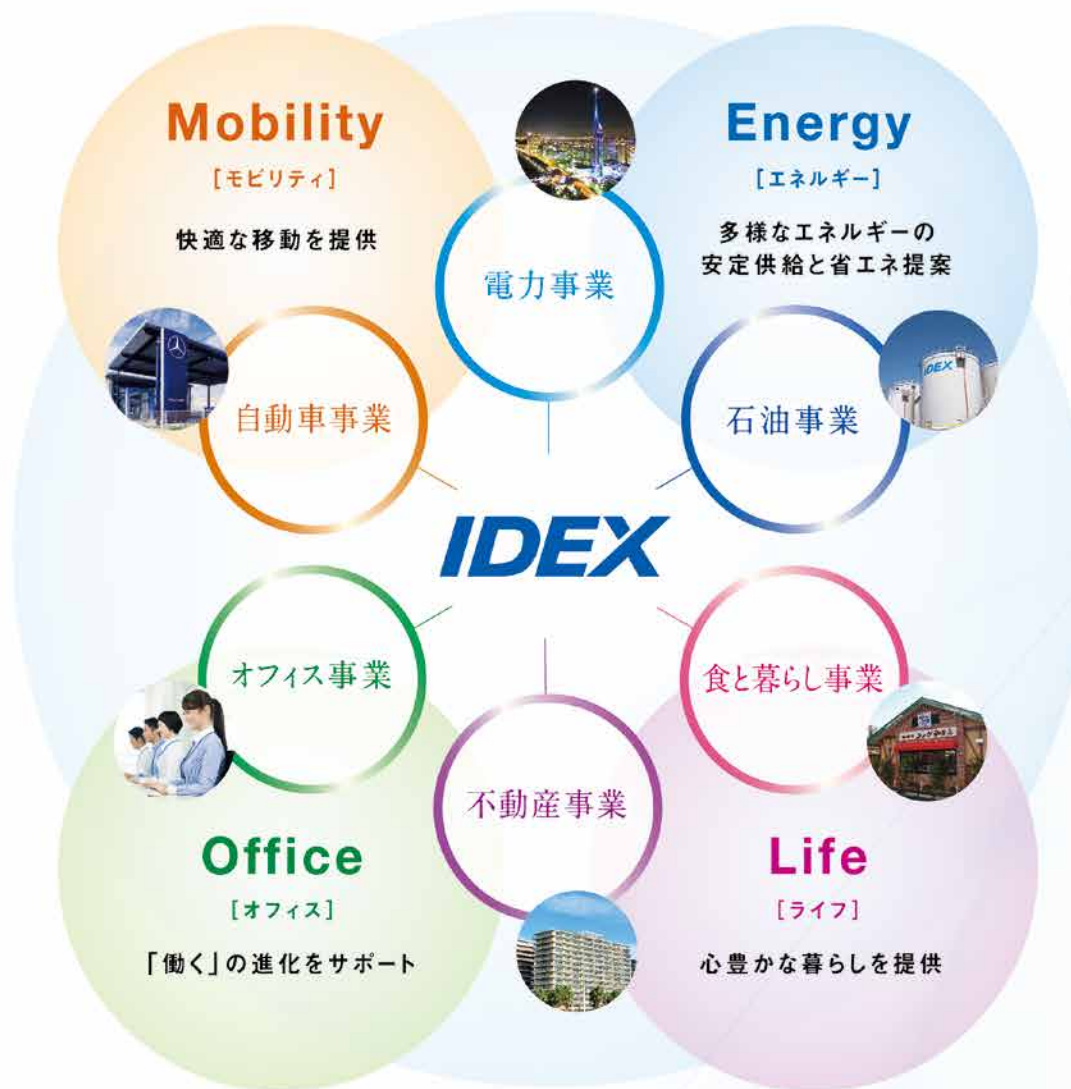 Mobility
[モビリティ]
快適な移動を提供
Energy
[エネルギー]
多様なエネルギーの
安定供給と省エネ提案
電力事業
自動車事業
石油事業
IDEX
IDEX
オフィス事業
食と暮らし事業
不動産事業
Office
[オフィス]
「働く」の進化をサポート
Life
[ライフ]
心豊かな暮らしを提供